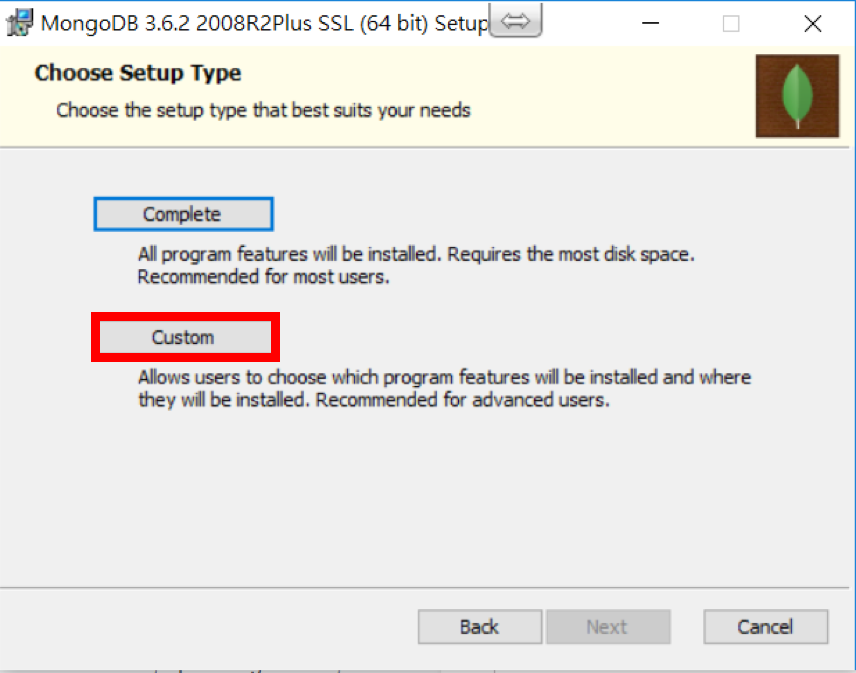 MongoDB 3.6.2 2008R2Plus SSL (64 bit) Setup
Choose Setup Type
Choose the setup type that best suits your needs
Complete
All program features will be installed. Requires the most disk space.
Recommended for most users.
Custom
Allows users to choose which program features will be installed and where
they will be installed. Recommended for advanced users.
Back
Next
Cancel